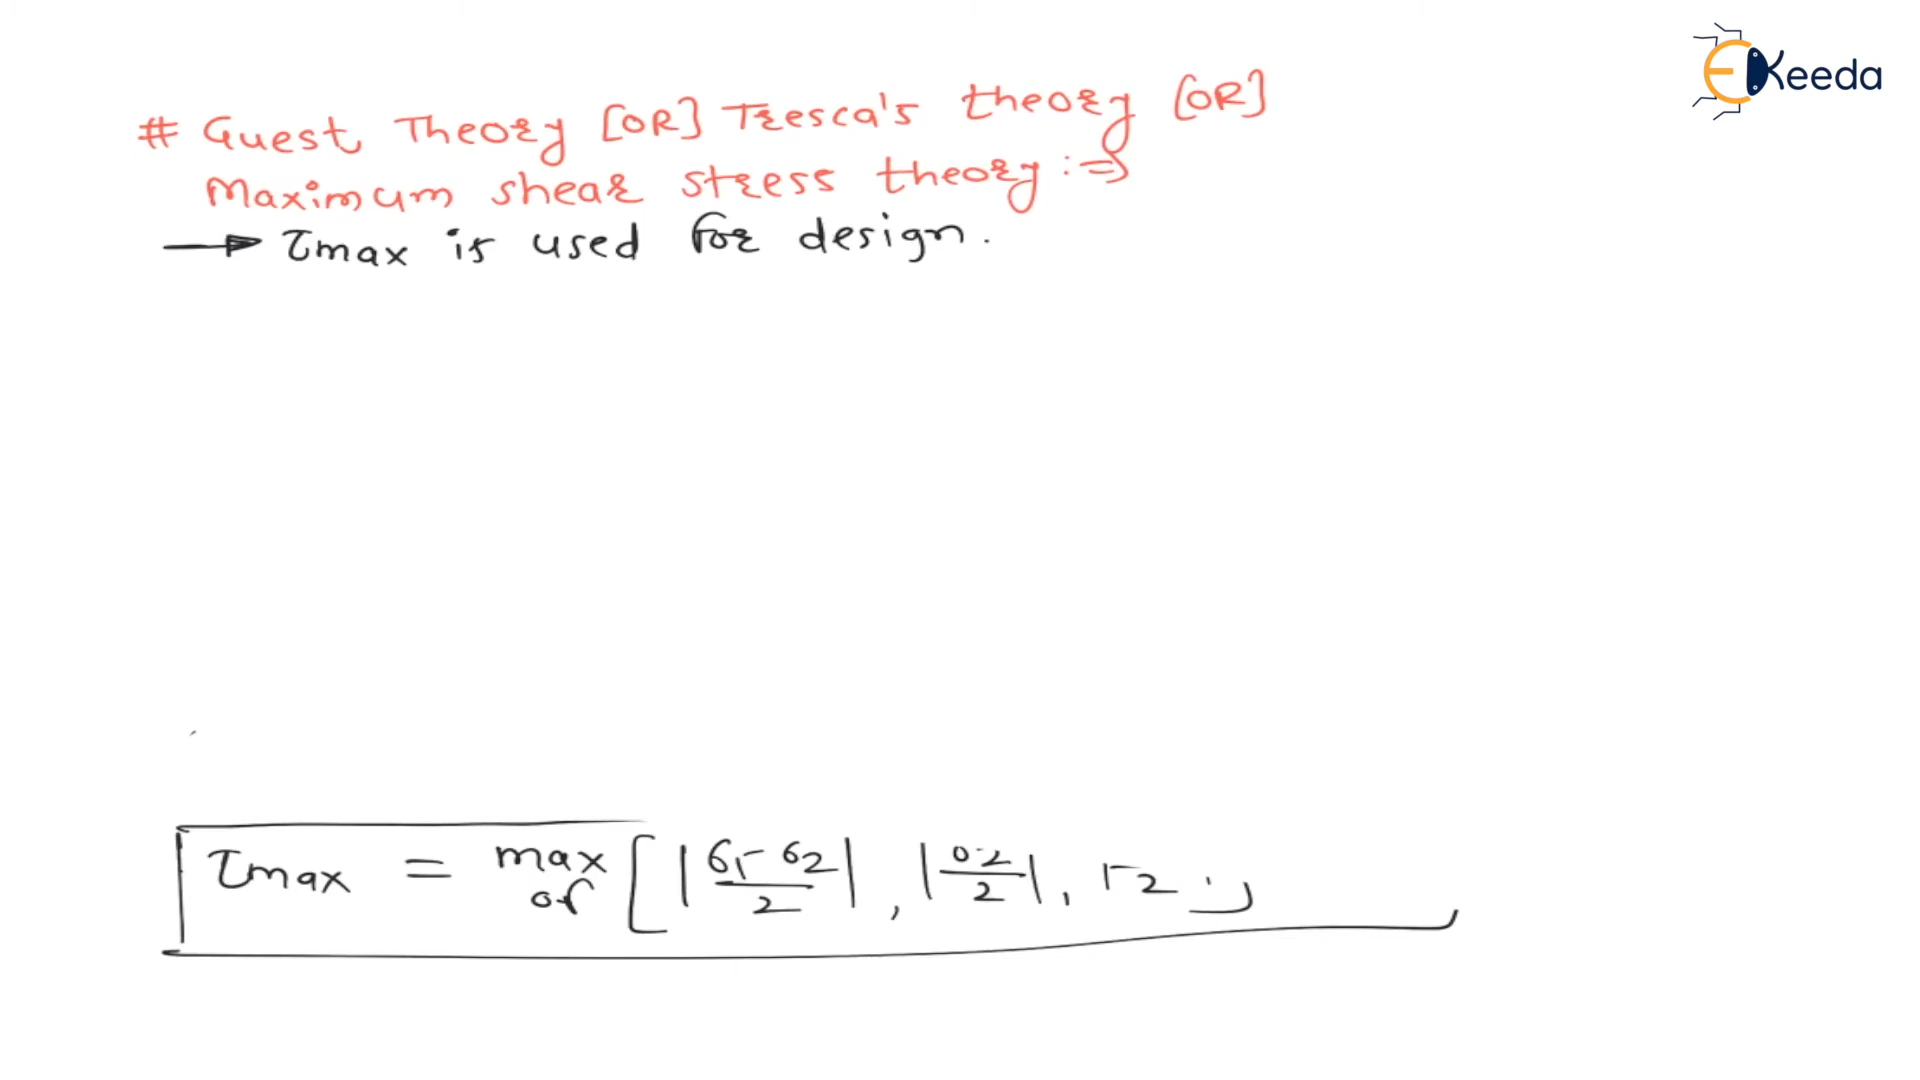 EKeeda
# Guest Theory [OR] Tresca's theory [OR]
Maximum shear stress theory :⇒
→ τmax is used for design.
τmax = max of [ |σ1 - σ2 / 2| , |σ2 / 2| ,